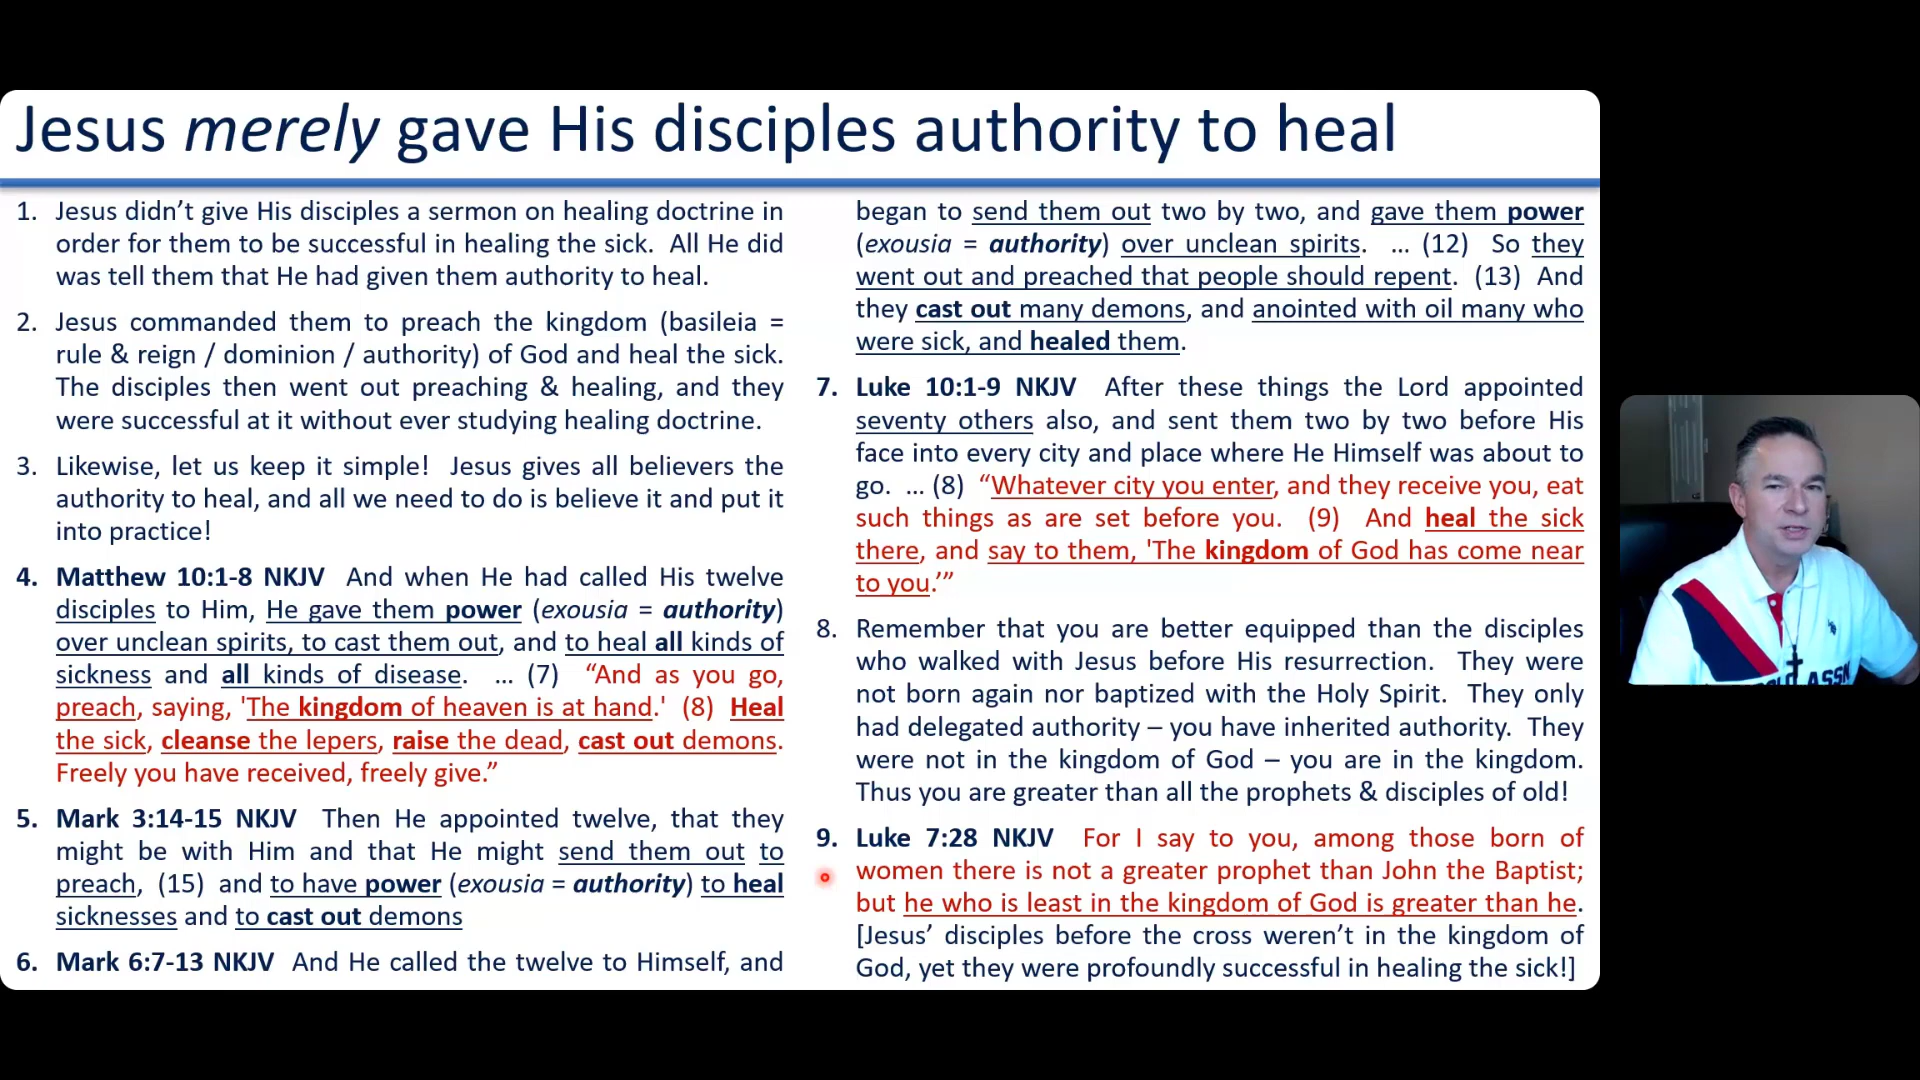 Jesus merely gave His disciples authority to heal
1. Jesus didn’t give His disciples a sermon on healing doctrine in
order for them to be successful in healing the sick. All He did
was tell them that He had given them authority to heal.
2. Jesus commanded them to preach the kingdom (basileia =
rule & reign / dominion / authority) of God and heal the sick.
The disciples then went out preaching & healing, and they
were successful at it without ever studying healing doctrine.
3. Likewise, let us keep it simple! Jesus gives all believers the
authority to heal, and all we need to do is believe it and put it
into practice!
4. Matthew 10:1-8 NKJV And when He had called His twelve
disciples to Him, He gave them power (exousia = authority)
over unclean spirits, to cast them out, and to heal all kinds of
sickness and all kinds of disease. … (7) “And as you go,
preach, saying, 'The kingdom of heaven is at hand.' (8) Heal
the sick, cleanse the lepers, raise the dead, cast out demons.
Freely you have received, freely give.”
5. Mark 3:14-15 NKJV Then He appointed twelve, that they
might be with Him and that He might send them out to
preach, (15) and to have power (exousia = authority) to heal
sicknesses and to cast out demons
6. Mark 6:7-13 NKJV And He called the twelve to Himself, and
began to send them out two by two, and gave them power
(exousia = authority) over unclean spirits. … (12) So they
went out and preached that people should repent. (13) And
they cast out many demons, and anointed with oil many who
were sick, and healed them.
7. Luke 10:1-9 NKJV After these things the Lord appointed
seventy others also, and sent them two by two before His
face into every city and place where He Himself was about to
go. … (8) “Whatever city you enter, and they receive you, eat
such things as are set before you. (9) And heal the sick
there, and say to them, 'The kingdom of God has come near
to you.’”
8. Remember that you are better equipped than the disciples
who walked with Jesus before His resurrection. They were
not born again nor baptized with the Holy Spirit. They only
had delegated authority – you have inherited authority. They
were not in the kingdom of God – you are in the kingdom.
Thus you are greater than all the prophets & disciples of old!
9. Luke 7:28 NKJV For I say to you, among those born of
women there is not a greater prophet than John the Baptist;
but he who is least in the kingdom of God is greater than he.
[Jesus’ disciples before the cross weren’t in the kingdom of
God, yet they were profoundly successful in healing the sick!]